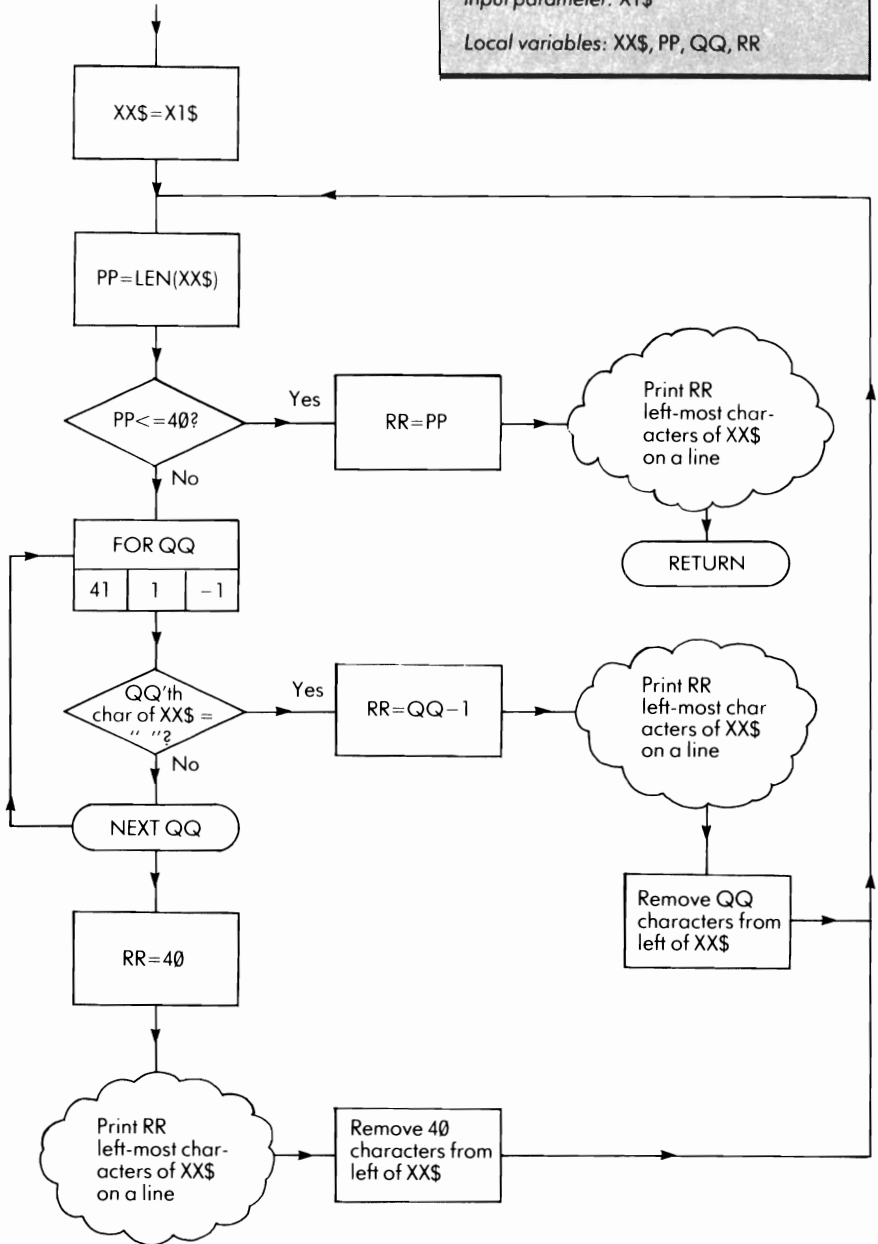 Input parameter: X1$
Local variables: XX$, PP, QQ, RR
XX$=X1$
PP=LEN(XX$)
PP<=40?
Yes
RR=PP
Print RR
left-most char-
acters of XX$
on a line
No
RETURN
FOR QQ
41 1 -1
QQ'th
char of XX$ =
" "?
Yes
RR=QQ-1
Print RR
left-most char
acters of XX$
on a line
No
NEXT QQ
Remove QQ
characters from
left of XX$
RR=40
Print RR
left-most char-
acters of XX$
on a line
Remove 40
characters from
left of XX$